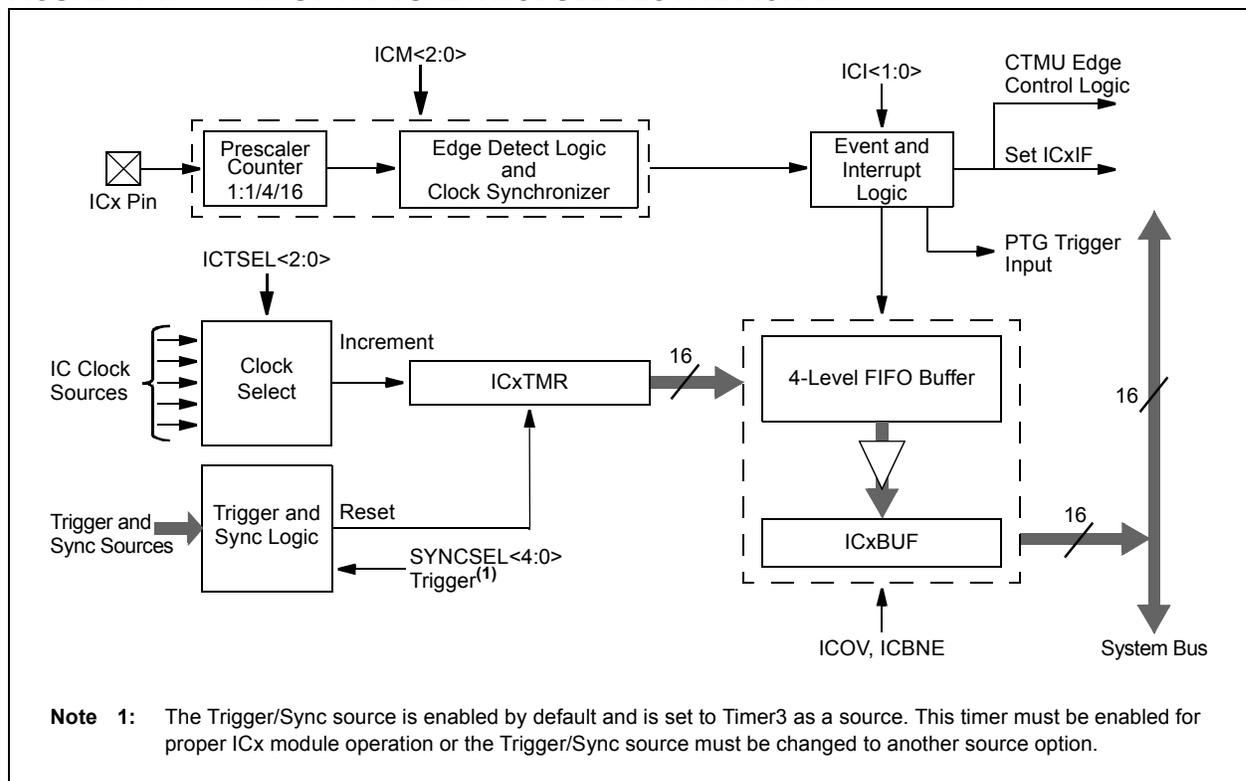 ICM<2:0>
ICI<1:0>
CTMU Edge
Control Logic
Prescaler
Counter
1:1/4/16
Edge Detect Logic
and
Clock Synchronizer
Event and
Interrupt
Logic
Set ICxIF
ICx Pin
PTG Trigger
Input
ICTSEL<2:0>
IC Clock
Sources
Clock
Select
Increment
ICxTMR
16
4-Level FIFO Buffer
16
Trigger and
Sync Sources
Trigger and
Sync Logic
Reset
SYNCSEL<4:0>
Trigger(1)
ICxBUF
16
ICOV, ICBNE
System Bus
Note 1: The Trigger/Sync source is enabled by default and is set to Timer3 as a source. This timer must be enabled for
proper ICx module operation or the Trigger/Sync source must be changed to another source option.